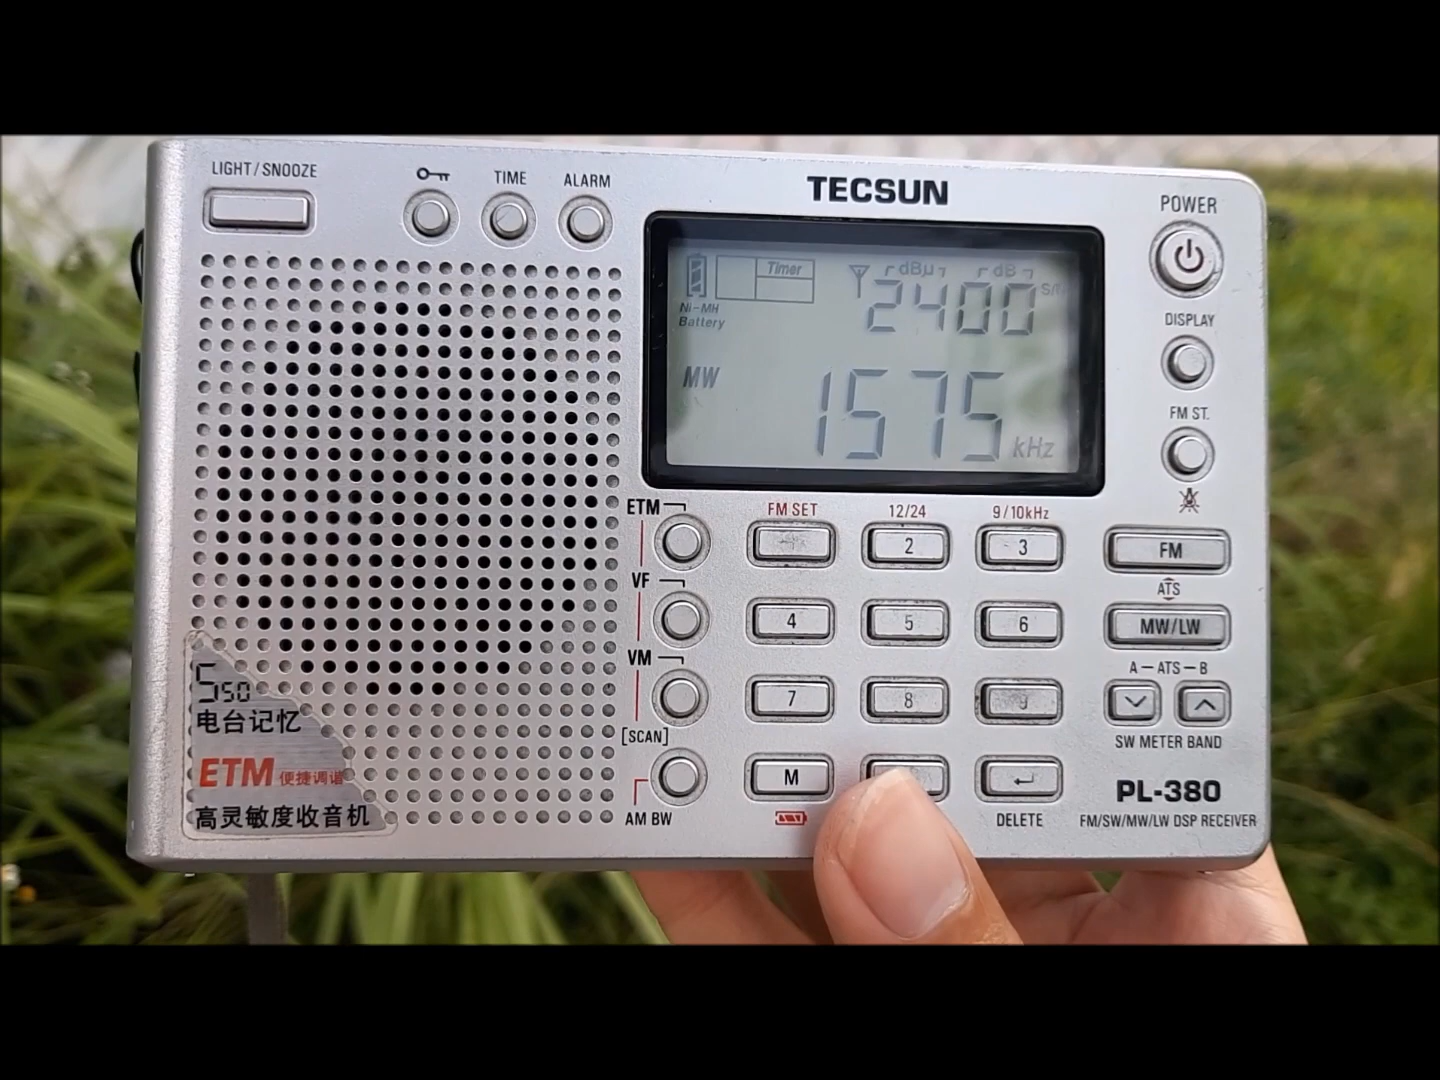 LIGHT/SNOOZE
TIME
ALARM
TECSUN
POWER
Timer
dBμ
dB
2400
Ni-MH
Battery
MW
1575
kHz
DISPLAY
FM ST.
ETM
FM SET
12/24
9/10kHz
2
3
FM
VF
ATS
4
5
6
MW/LW
VM
A — ATS — B
7
8
9
[SCAN]
SW METER BAND
M
PL-380
AM BW
DELETE
FM/SW/MW/LW DSP RECEIVER
550
电台记忆
ETM 便捷调谐
高灵敏度收音机